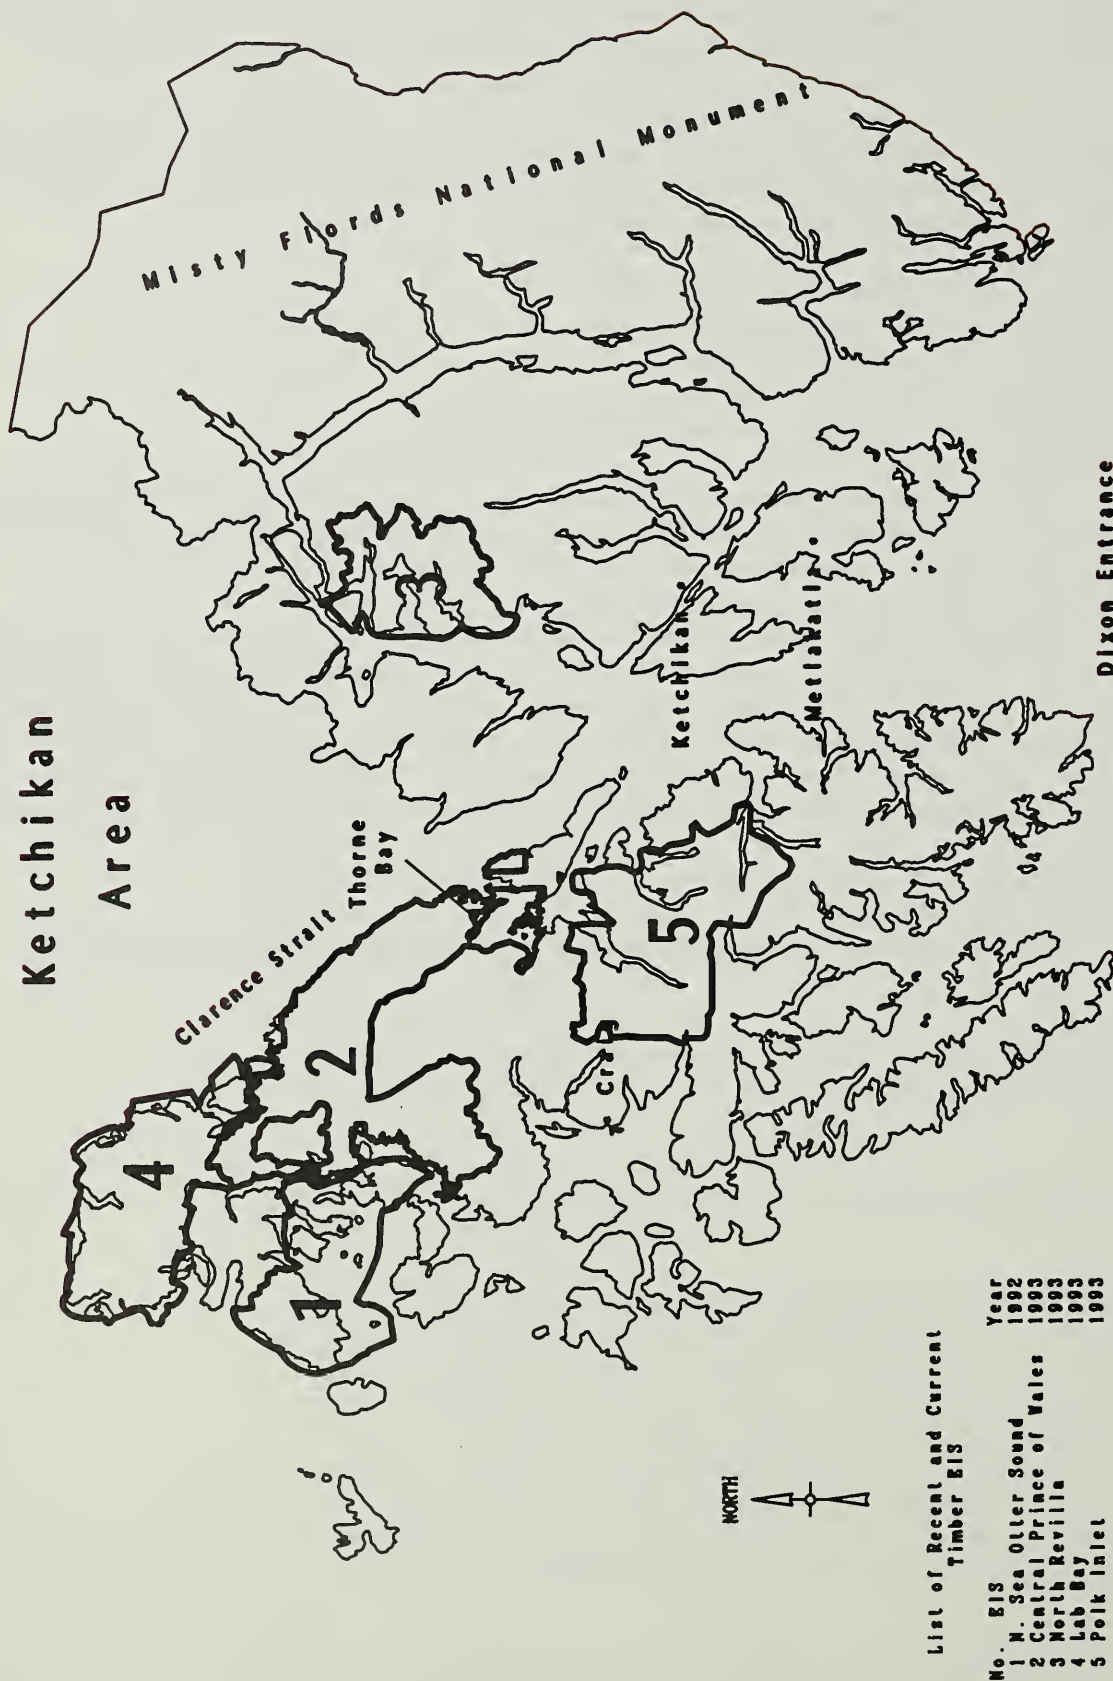 Ketchikan
Area
Misty Fiords National Monument
Clarence Strait
Thorne
Bay
4
2
1
5
Cra
Ketchikan
Metlakatla
Dixon Entrance
NORTH
List of Recent and Current
Timber EIS
No. EIS Year
1 N. Sea Otter Sound 1992
2 Central Prince of Wales 1993
3 North Revilla 1993
4 Lab Bay 1993
5 Polk Inlet 1993